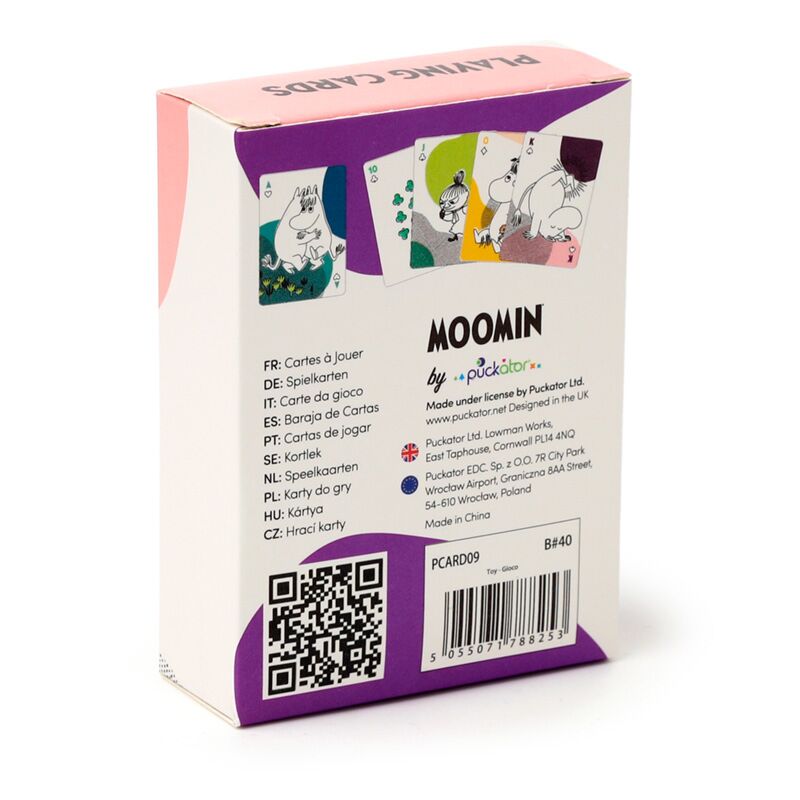 PLAYING CARDS
A
A
10
J
Q
K
K
MOOMIN
by puckator
Made under license by Puckator Ltd.
www.puckator.net Designed in the UK
FR: Cartes à Jouer
DE: Spielkarten
IT: Carte da gioco
ES: Baraja de Cartas
PT: Cartas de jogar
SE: Kortlek
NL: Speelkaarten
PL: Karty do gry
HU: Kártya
CZ: Hrací karty
Puckator Ltd. Lowman Works,
East Taphouse, Cornwall PL14 4NQ
Puckator EDC. Sp. z O.O. 7R City Park
Wrocław Airport, Graniczna 8AA Street,
54-610 Wrocław, Poland
Made in China
PCARD09 B#40
Toy - Gioco
5 055071 788253